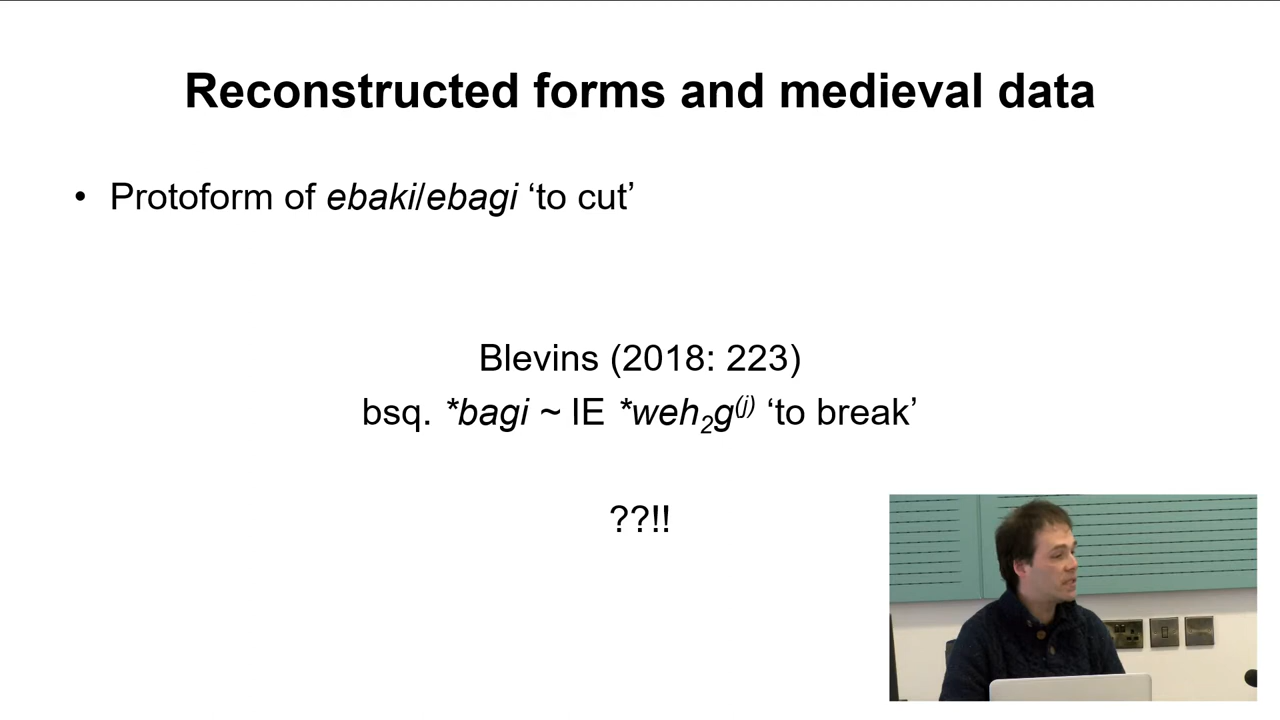 Reconstructed forms and medieval data
• Protoform of ebaki/ebagi ‘to cut’
Blevins (2018: 223)
bsq. *bagi ~ IE *weh₂g⁽ʲ⁾ ‘to break’
??!!